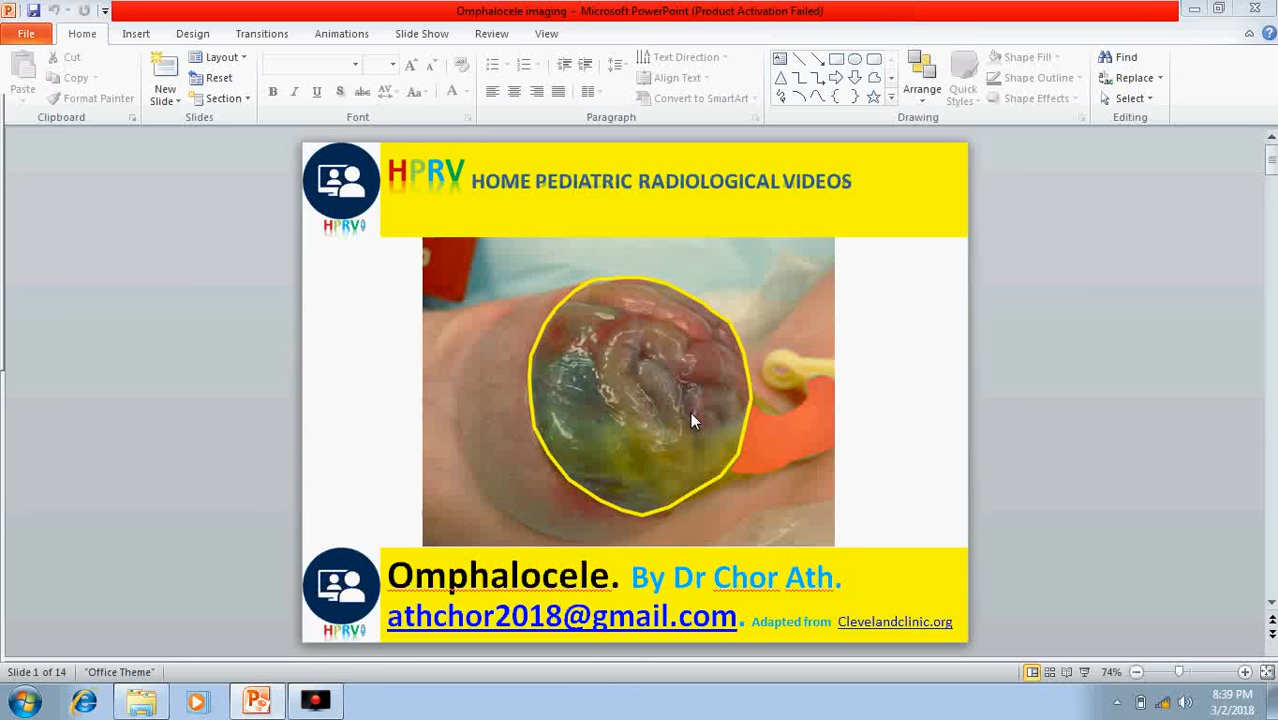 Omphalocele imaging - Microsoft PowerPoint (Product Activation Failed)
File Home Insert Design Transitions Animations Slide Show Review View
Paste
Cut
Copy
Format Painter
Clipboard
New
Slide
Layout
Reset
Section
Slides
B I U S abc AV Aa A
Font
Text Direction
Align Text
Convert to SmartArt
Paragraph
Arrange
Quick
Styles
Shape Fill
Shape Outline
Shape Effects
Drawing
Find
Replace
Select
Editing
HPRV HOME PEDIATRIC RADIOLOGICAL VIDEOS
HPRV
Omphalocele. By Dr Chor Ath.
athchor2018@gmail.com. Adapted from Clevelandclinic.org
HPRV
Slide 1 of 14 "Office Theme" 74%
8:39 PM
3/2/2018